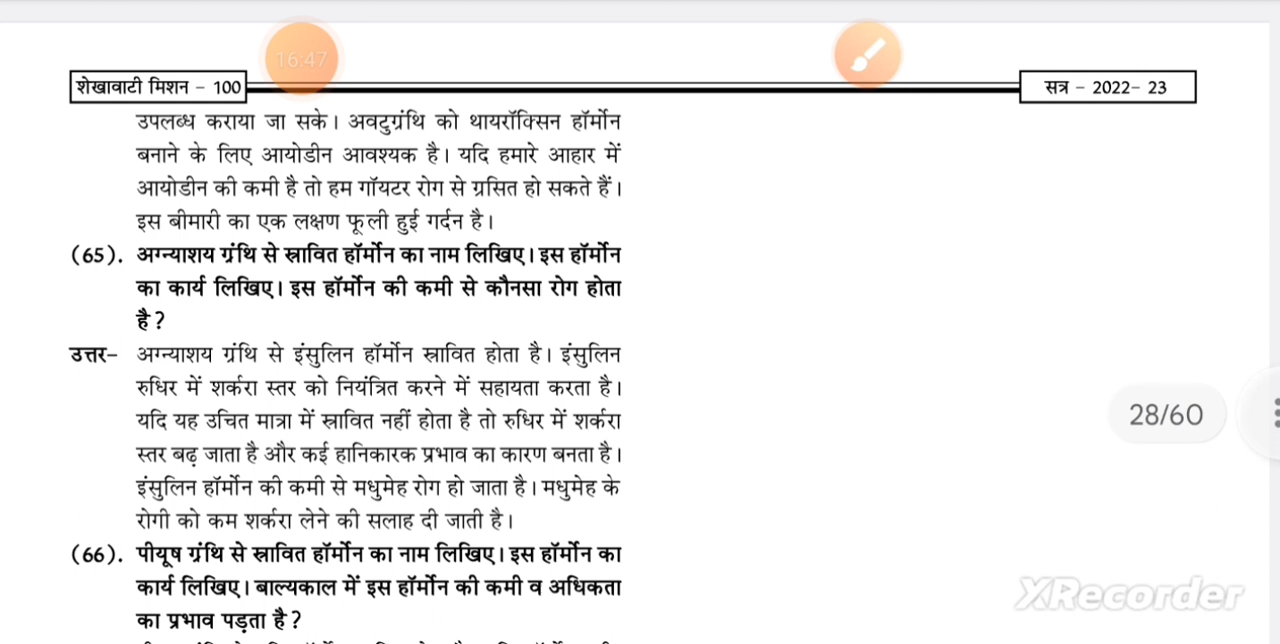 16.47
शेखावाटी मिशन - 100
सत्र - 2022- 23
उपलब्ध कराया जा सके। अवटुग्रंथि को थायरॉक्सिन हॉर्मोन
बनाने के लिए आयोडीन आवश्यक है। यदि हमारे आहार में
आयोडीन की कमी है तो हम गॉयटर रोग से ग्रसित हो सकते हैं।
इस बीमारी का एक लक्षण फूली हुई गर्दन है।
(65). अग्न्याशय ग्रंथि से स्रावित हॉर्मोन का नाम लिखिए। इस हॉर्मोन
का कार्य लिखिए। इस हॉर्मोन की कमी से कौनसा रोग होता
है?
उत्तर- अग्न्याशय ग्रंथि से इंसुलिन हॉर्मोन स्रावित होता है। इंसुलिन
रुधिर में शर्करा स्तर को नियंत्रित करने में सहायता करता है।
यदि यह उचित मात्रा में स्रावित नहीं होता है तो रुधिर में शर्करा
स्तर बढ़ जाता है और कई हानिकारक प्रभाव का कारण बनता है।
इंसुलिन हॉर्मोन की कमी से मधुमेह रोग हो जाता है। मधुमेह के
रोगी को कम शर्करा लेने की सलाह दी जाती है।
(66). पीयूष ग्रंथि से स्रावित हॉर्मोन का नाम लिखिए। इस हॉर्मोन का
कार्य लिखिए। बाल्यकाल में इस हॉर्मोन की कमी व अधिकता
का प्रभाव पड़ता है?
28/60
XRecorder